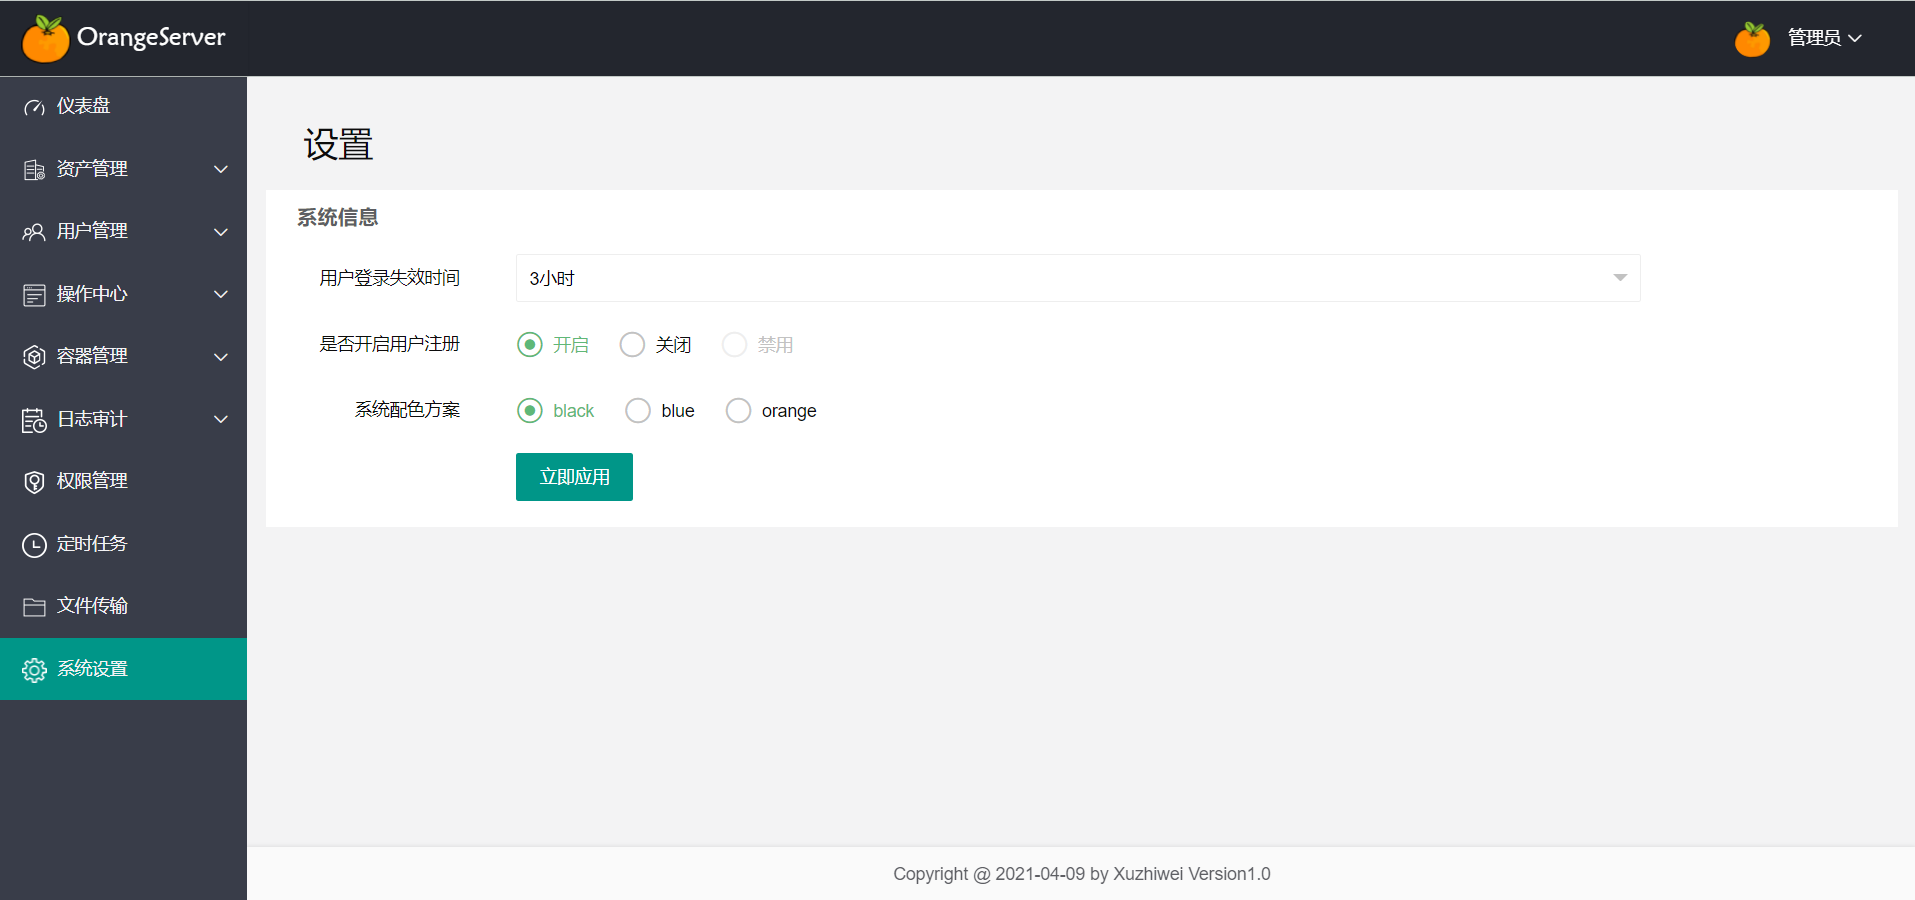 OrangeServer
管理员
仪表盘
资产管理
用户管理
操作中心
容器管理
日志审计
权限管理
定时任务
文件传输
系统设置
设置
系统信息
用户登录失效时间 3小时
是否开启用户注册 开启 关闭 禁用
系统配色方案 black blue orange
立即应用
Copyright @ 2021-04-09 by Xuzhiwei Version1.0